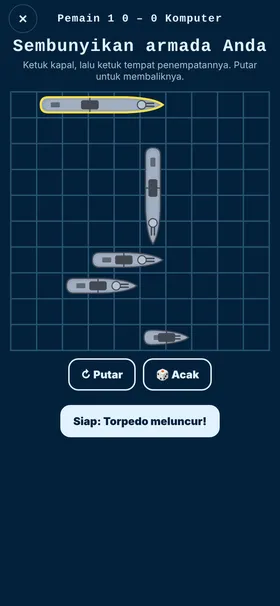 × Pemain 1 0 – 0 Komputer
Sembunyikan armada Anda
Ketuk kapal, lalu ketuk tempat penempatannya. Putar
untuk membaliknya.
↻ Putar 🎲 Acak
Siap: Torpedo meluncur!